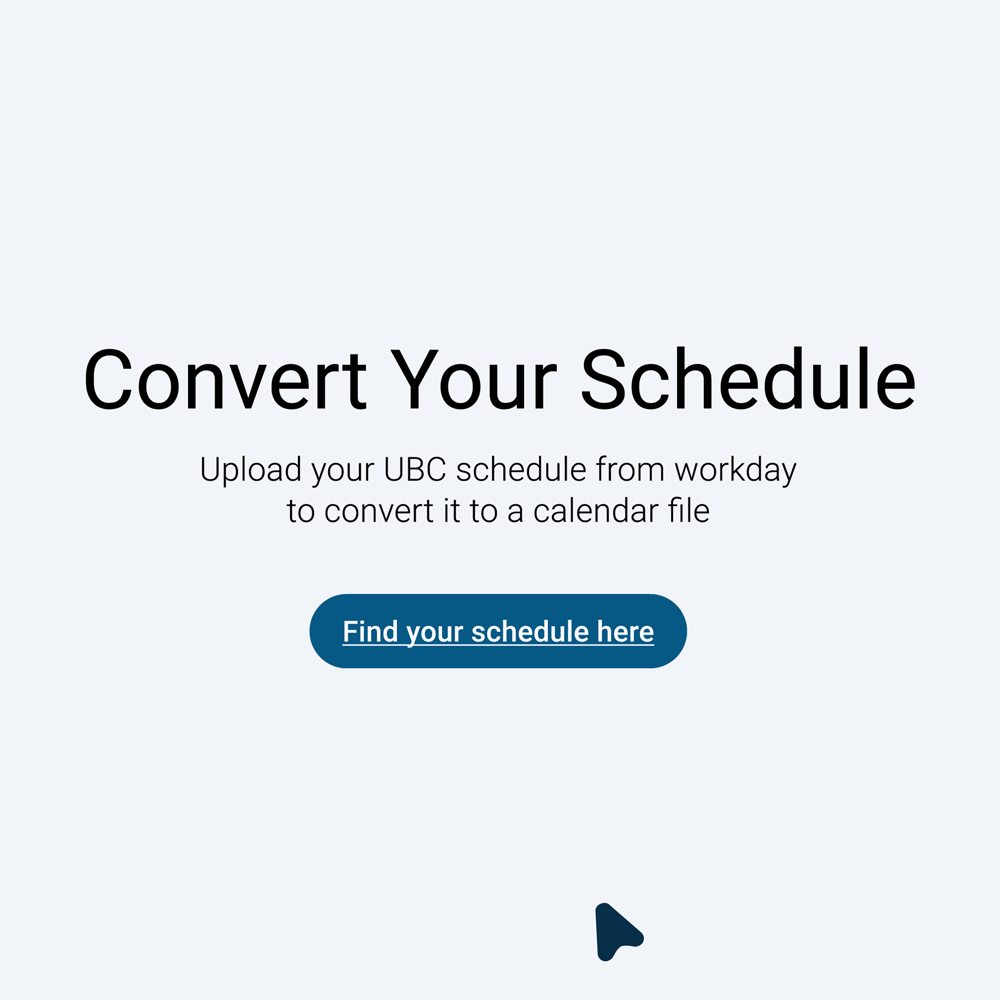 Convert Your Schedule
Upload your UBC schedule from workday
to convert it to a calendar file
Find your schedule here